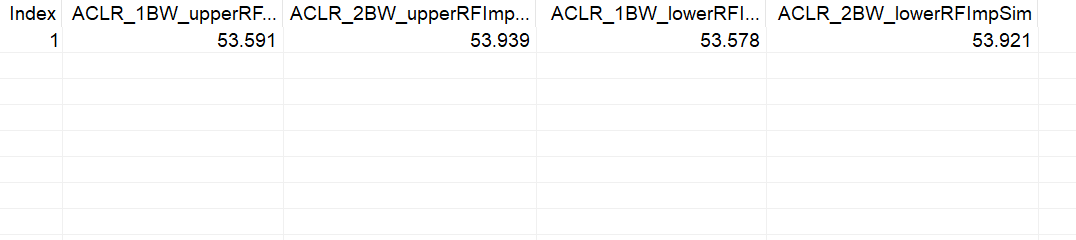 Index ACLR_1BW_upperRF... ACLR_2BW_upperRFImp... ACLR_1BW_lowerRFI... ACLR_2BW_lowerRFImpSim
1 53.591 53.939 53.578 53.921